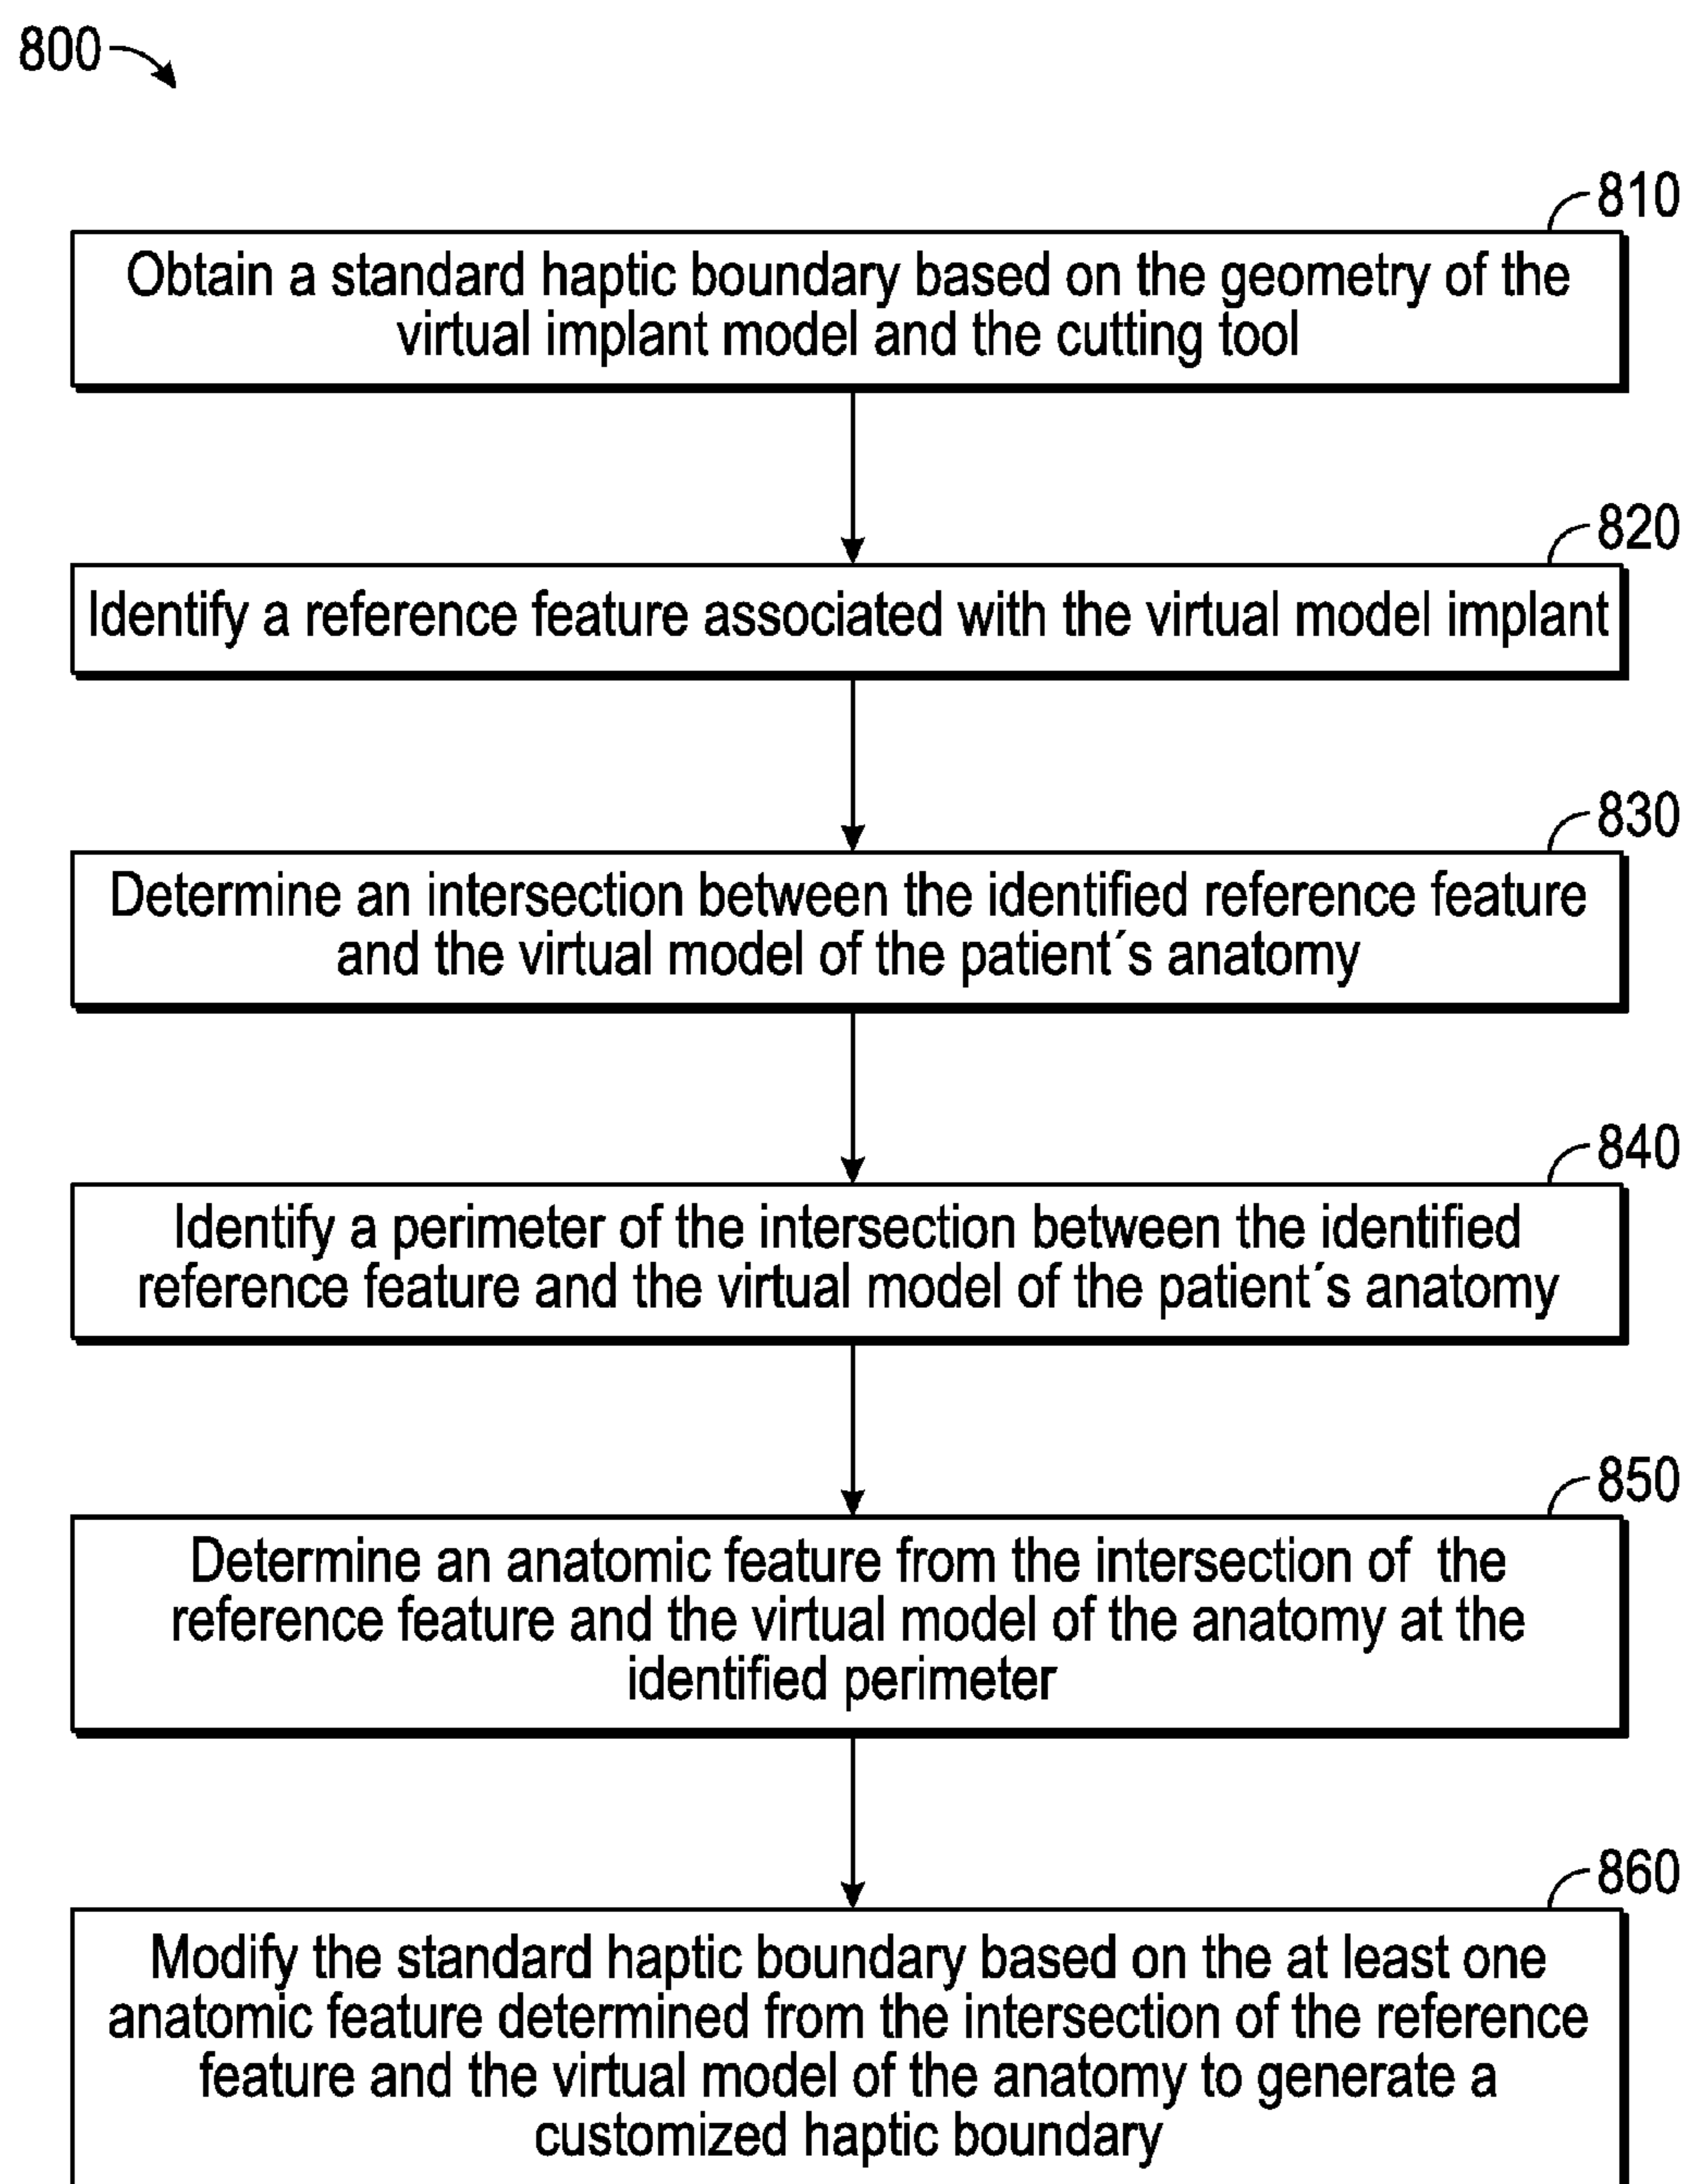 800
810
Obtain a standard haptic boundary based on the geometry of the
virtual implant model and the cutting tool
820
Identify a reference feature associated with the virtual model implant
830
Determine an intersection between the identified reference feature
and the virtual model of the patient´s anatomy
840
Identify a perimeter of the intersection between the identified
reference feature and the virtual model of the patient´s anatomy
850
Determine an anatomic feature from the intersection of  the
reference feature and the virtual model of the anatomy at the
identified perimeter
860
Modify the standard haptic boundary based on the at least one
anatomic feature determined from the intersection of the reference
feature and the virtual model of the anatomy to generate a
customized haptic boundary